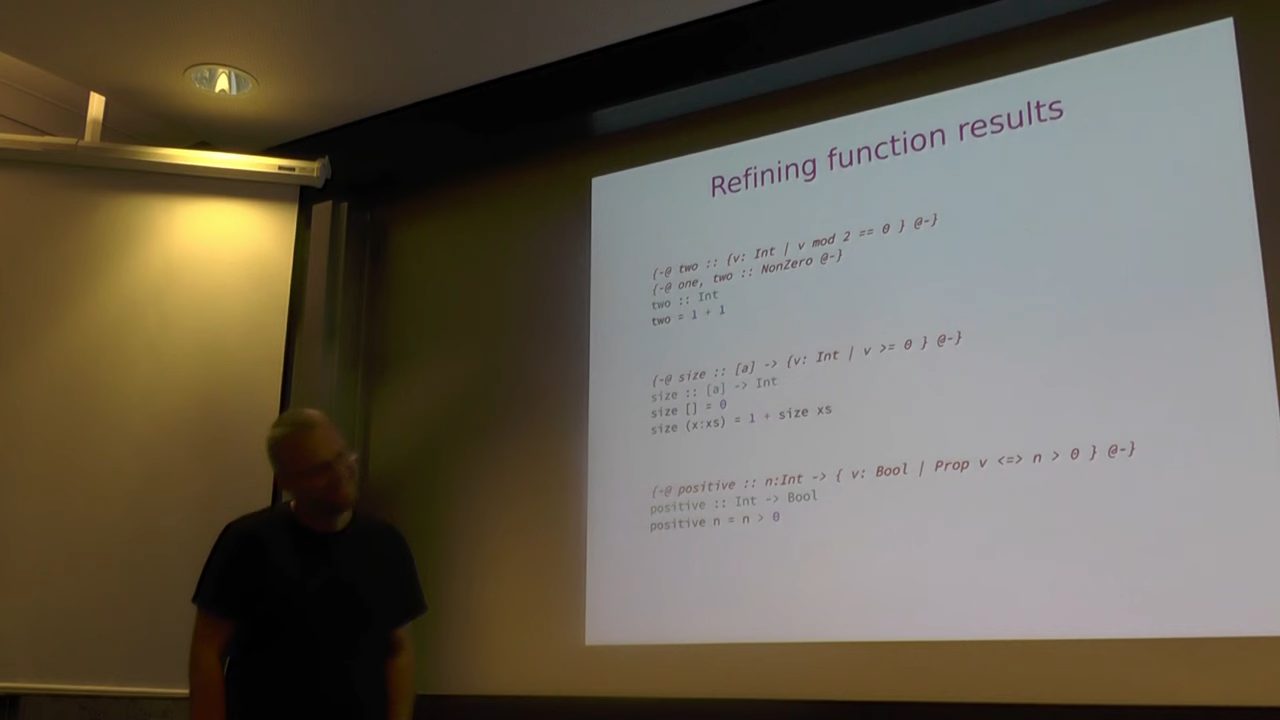 Refining function results
{-@ two :: {v: Int | v mod 2 == 0 } @-}
{-@ one, two :: NonZero @-}
two :: Int
two = 1 + 1
{-@ size :: [a] -> {v: Int | v >= 0 } @-}
size :: [a] -> Int
size [] = 0
size (x:xs) = 1 + size xs
{-@ positive :: n:Int -> { v: Bool | Prop v <=> n > 0 } @-}
positive :: Int -> Bool
positive n = n > 0